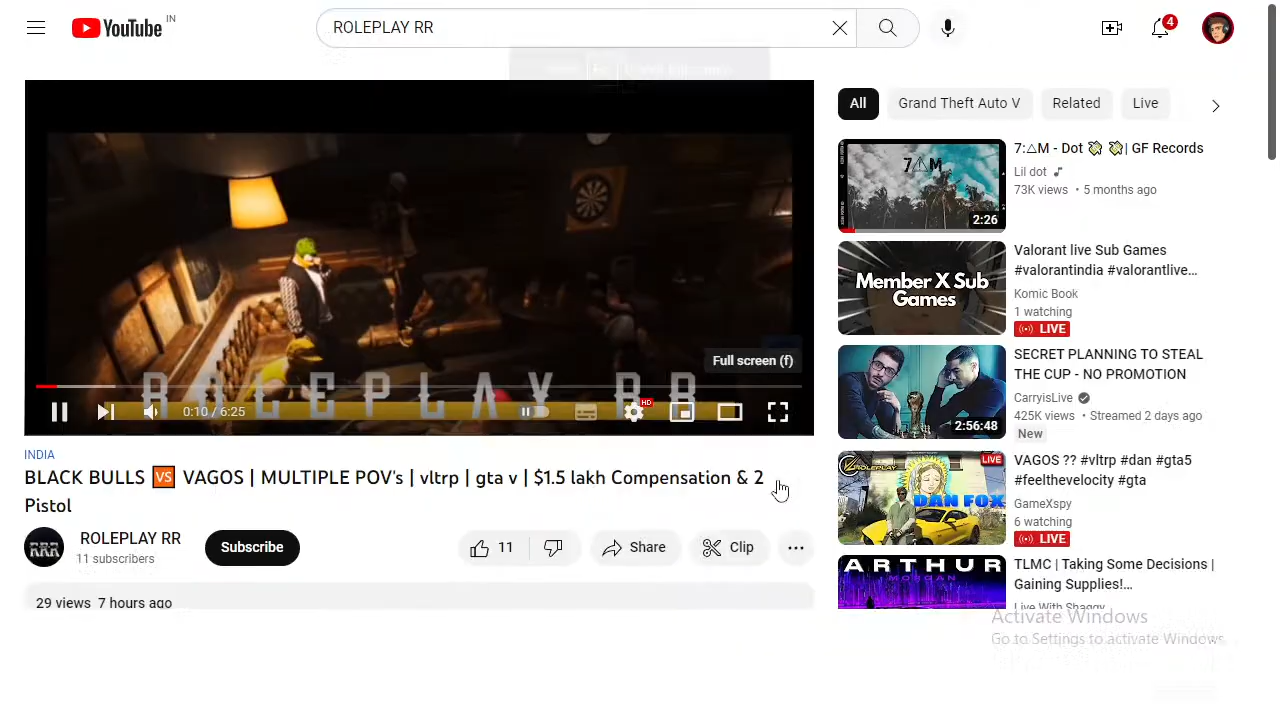 YouTube IN
ROLEPLAY RR
4
All
Grand Theft Auto V
Related
Live
ROLEPLAY RR
Full screen (f)
0:10 / 6:25
HD
INDIA
BLACK BULLS 🆚 VAGOS | MULTIPLE POV's | vltrp | gta v | $1.5 lakh Compensation & 2
Pistol
RRR
ROLEPLAY RR
11 subscribers
Subscribe
11
Share
Clip
29 views 7 hours ago
7⚠M
2:26
7:△M - Dot 💸 💸| GF Records
Lil dot
73K views • 5 months ago
Member X Sub
Games
Valorant live Sub Games
#valorantindia #valorantlive…
Komic Book
1 watching
LIVE
2:56:48
SECRET PLANNING TO STEAL
THE CUP - NO PROMOTION
CarryisLive
425K views • Streamed 2 days ago
New
LIVE
DAN FOX
VAGOS ?? #vltrp #dan #gta5
#feelthevelocity #gta
GameXspy
6 watching
LIVE
ARTHUR
MORGAN
TLMC | Taking Some Decisions |
Gaining Supplies!…
Live With Shaggy
Activate Windows
Go to Settings to activate Windows.